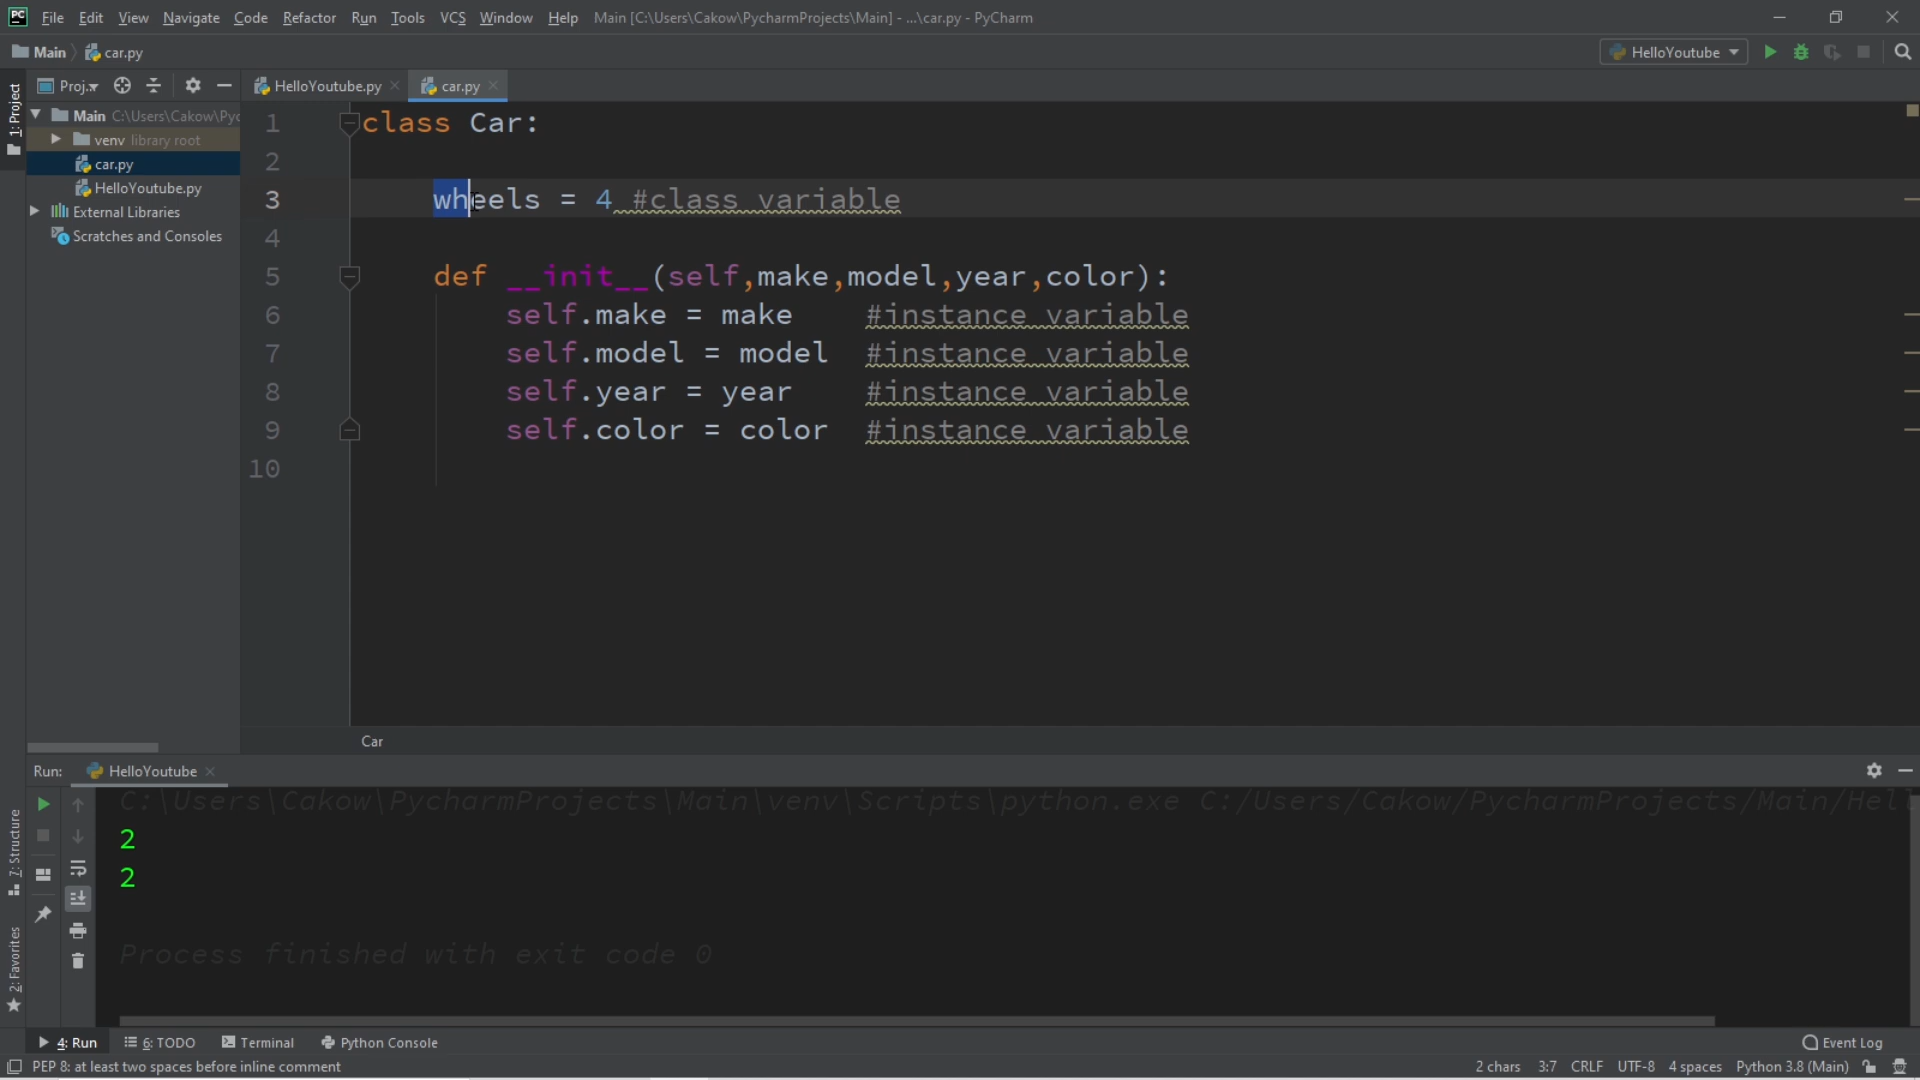 PC File Edit View Navigate Code Refactor Run Tools VCS Window Help Main [C:\Users\Cakow\PycharmProjects\Main] - ...\car.py - PyCharm
Main car.py HelloYoutube
Proj.. HelloYoutube.py car.py
1: Project
Main C:\Users\Cakow\Pyc
venv library root
car.py
HelloYoutube.py
External Libraries
Scratches and Consoles
1 class Car:
2
3 wheels = 4 #class variable
4
5 def __init__(self,make,model,year,color):
6 self.make = make #instance variable
7 self.model = model #instance variable
8 self.year = year #instance variable
9 self.color = color #instance variable
10
Car
Run: HelloYoutube
C:\Users\Cakow\PycharmProjects\Main\venv\Scripts\python.exe C:/Users/Cakow/PycharmProjects/Main/Hell
2
2
Process finished with exit code 0
7: Structure
2: Favorites
4: Run 6: TODO Terminal Python Console Event Log
PEP 8: at least two spaces before inline comment 2 chars 3:7 CRLF UTF-8 4 spaces Python 3.8 (Main)